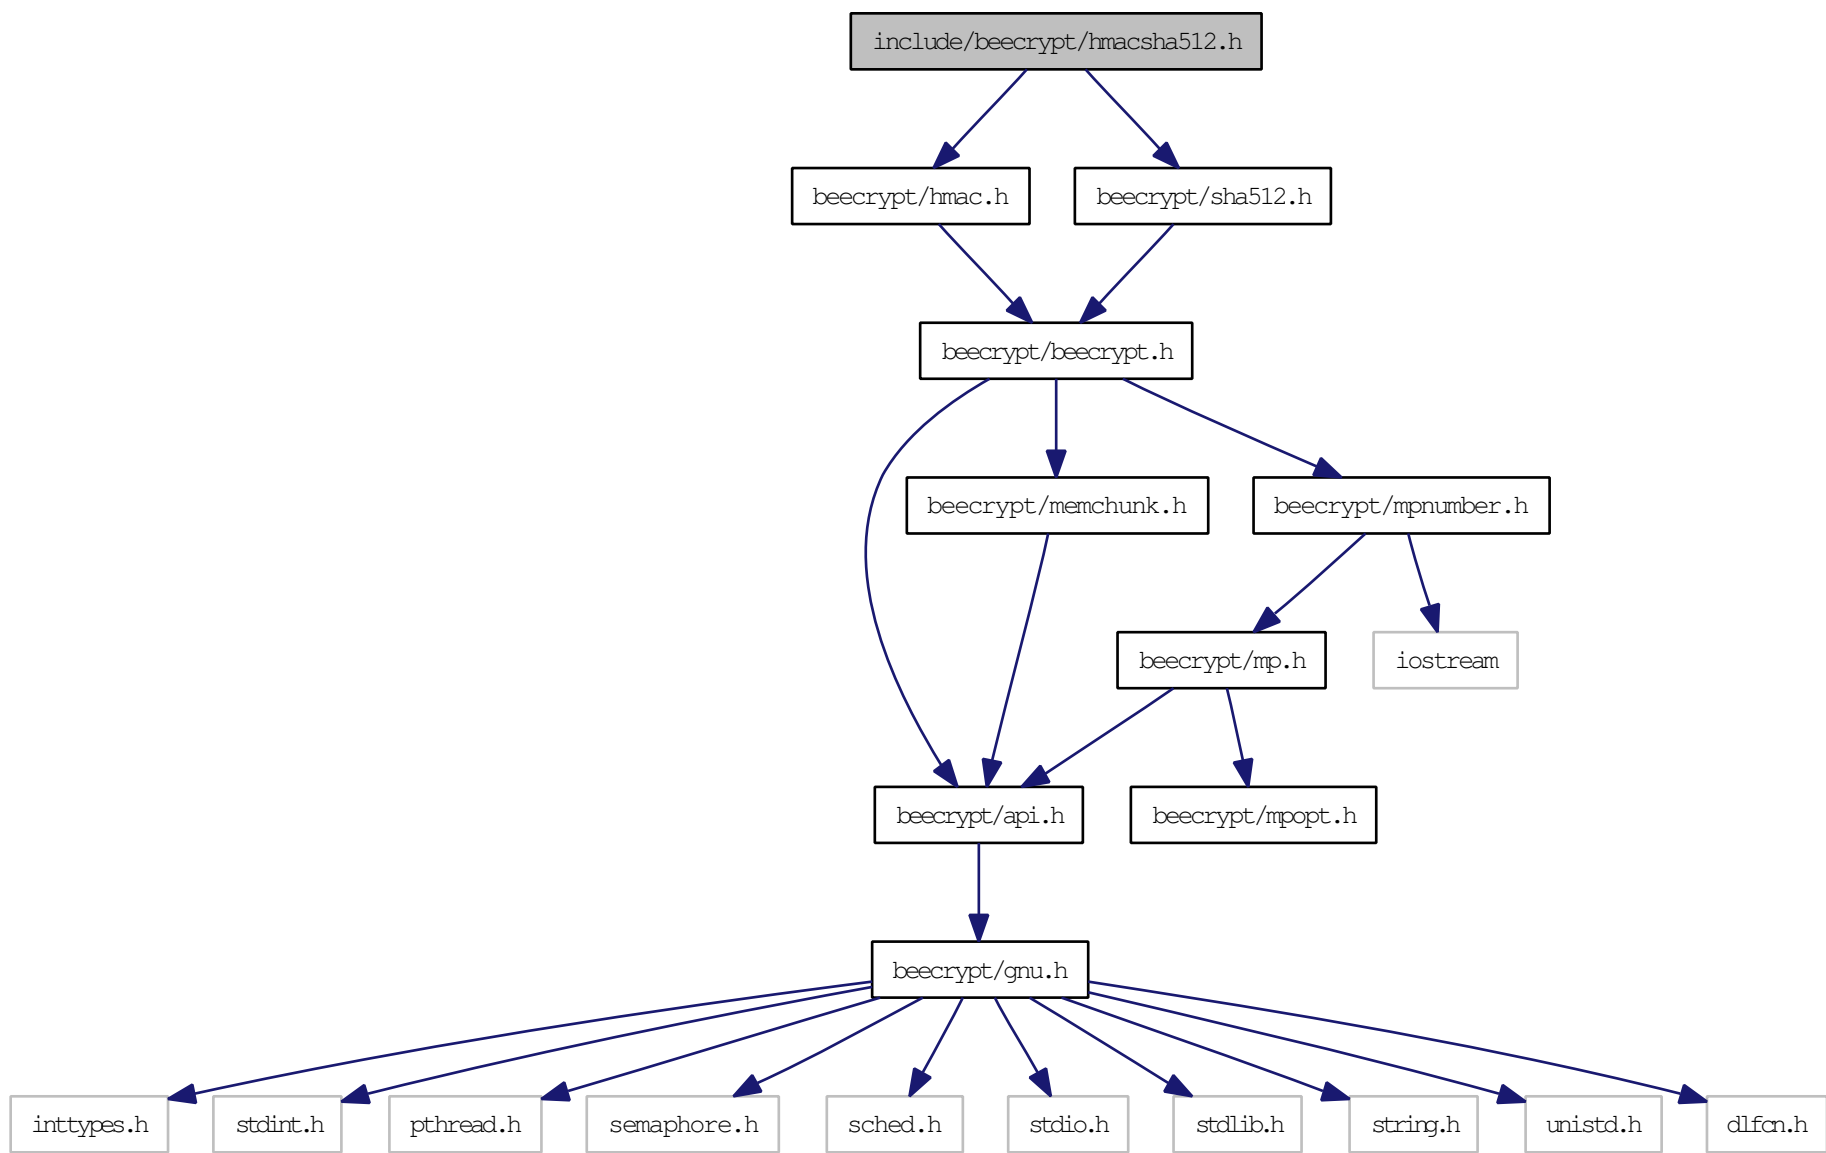 include/beecrypt/hmacsha512.h
beecrypt/hmac.h
beecrypt/sha512.h
beecrypt/beecrypt.h
beecrypt/memchunk.h
beecrypt/mpnumber.h
beecrypt/mp.h
iostream
beecrypt/api.h
beecrypt/mpopt.h
beecrypt/gnu.h
inttypes.h
stdint.h
pthread.h
semaphore.h
sched.h
stdio.h
stdlib.h
string.h
unistd.h
dlfcn.h